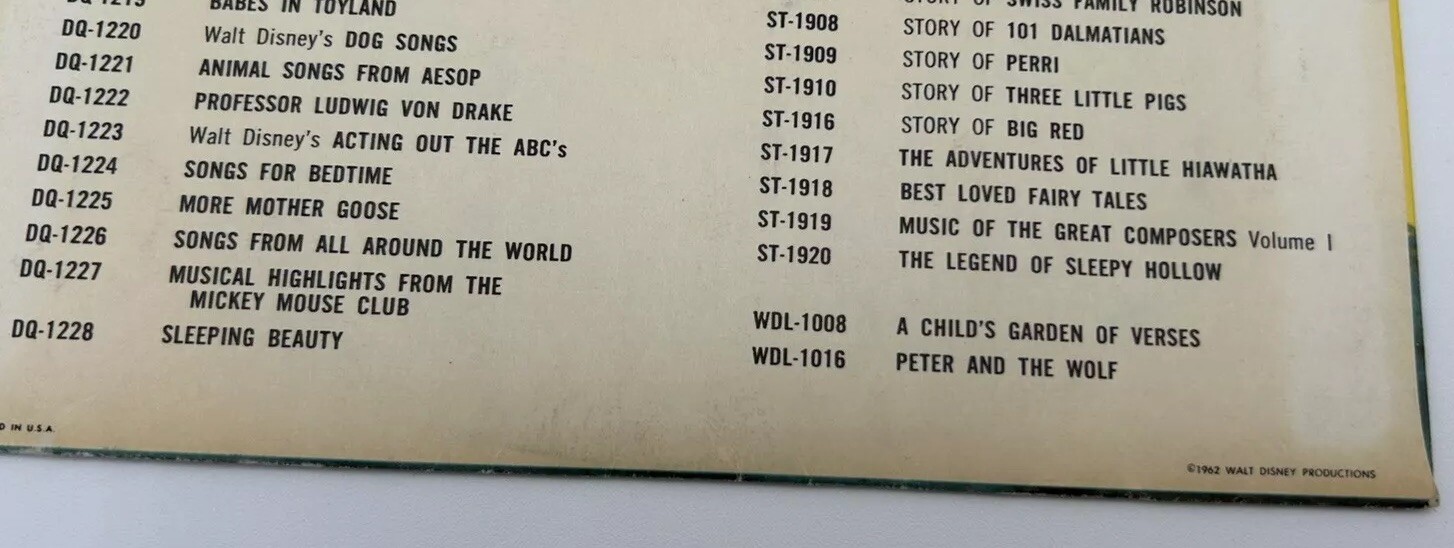 BABES IN TOYLAND
DQ-1220 Walt Disney's DOG SONGS
DQ-1221 ANIMAL SONGS FROM AESOP
DQ-1222 PROFESSOR LUDWIG VON DRAKE
DQ-1223 Walt Disney's ACTING OUT THE ABC's
DQ-1224 SONGS FOR BEDTIME
DQ-1225 MORE MOTHER GOOSE
DQ-1226 SONGS FROM ALL AROUND THE WORLD
DQ-1227 MUSICAL HIGHLIGHTS FROM THE
MICKEY MOUSE CLUB
DQ-1228 SLEEPING BEAUTY
IN U.S.A.
STORY OF SWISS FAMILY ROBINSON
ST-1908 STORY OF 101 DALMATIANS
ST-1909 STORY OF PERRI
ST-1910 STORY OF THREE LITTLE PIGS
ST-1916 STORY OF BIG RED
ST-1917 THE ADVENTURES OF LITTLE HIAWATHA
ST-1918 BEST LOVED FAIRY TALES
ST-1919 MUSIC OF THE GREAT COMPOSERS Volume I
ST-1920 THE LEGEND OF SLEEPY HOLLOW
WDL-1008 A CHILD'S GARDEN OF VERSES
WDL-1016 PETER AND THE WOLF
©1962 WALT DISNEY PRODUCTIONS